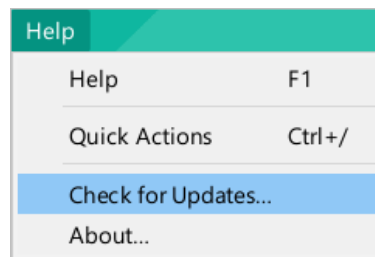 Help
Help F1
Quick Actions Ctrl+/
Check for Updates...
About...